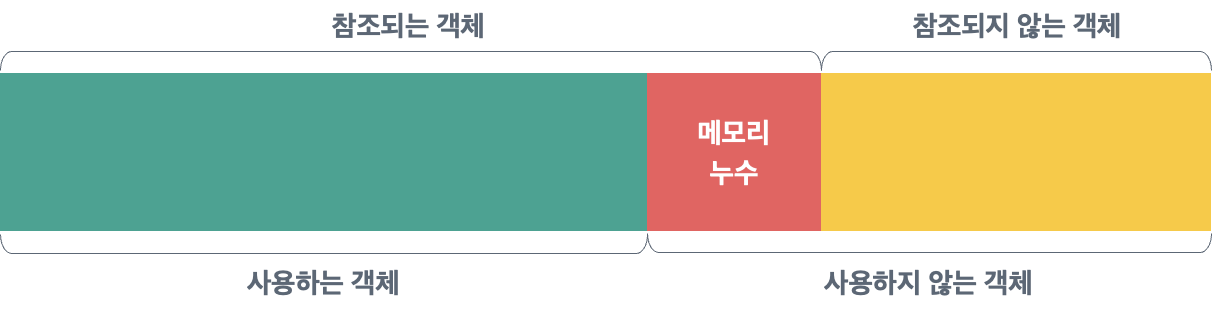 참조되는 객체
참조되지 않는 객체
메모리
누수
사용하는 객체
사용하지 않는 객체